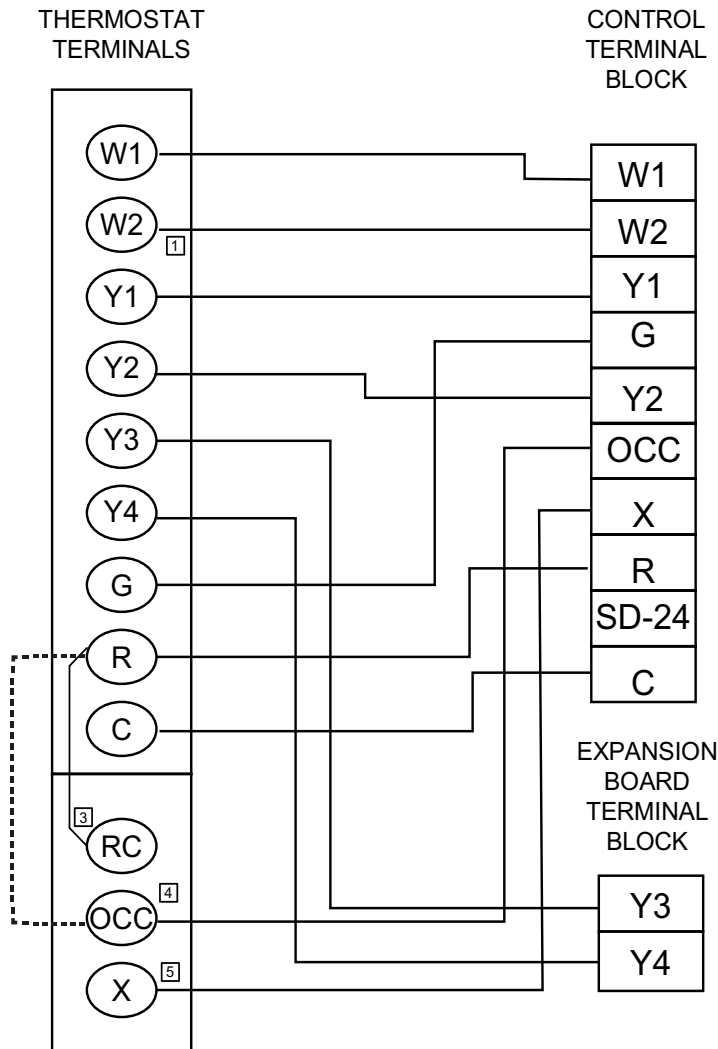 THERMOSTAT
TERMINALS
W1
W2
1
Y1
Y2
Y3
Y4
G
R
C
3
RC
4
OCC
5
X
CONTROL
TERMINAL
BLOCK
W1
W2
Y1
G
Y2
OCC
X
R
SD-24
C
EXPANSION
BOARD
TERMINAL
BLOCK
Y3
Y4